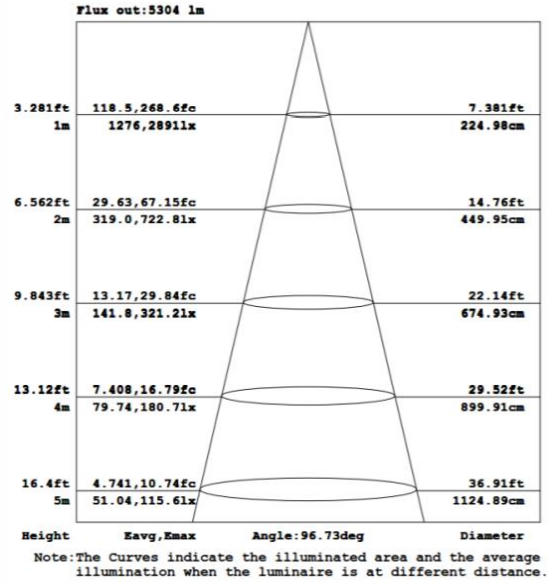 Flux out:5304 lm
3.281ft 118.5,268.6fc 7.381ft
1m 1276,2891lx 224.98cm
6.562ft 29.63,67.15fc 14.76ft
2m 319.0,722.8lx 449.95cm
9.843ft 13.17,29.84fc 22.14ft
3m 141.8,321.2lx 674.93cm
13.12ft 7.408,16.79fc 29.52ft
4m 79.74,180.7lx 899.91cm
16.4ft 4.741,10.74fc 36.91ft
5m 51.04,115.6lx 1124.89cm
Height Eavg,Emax Angle:96.73deg Diameter
Note:The Curves indicate the illuminated area and the average
illumination when the luminaire is at different distance.